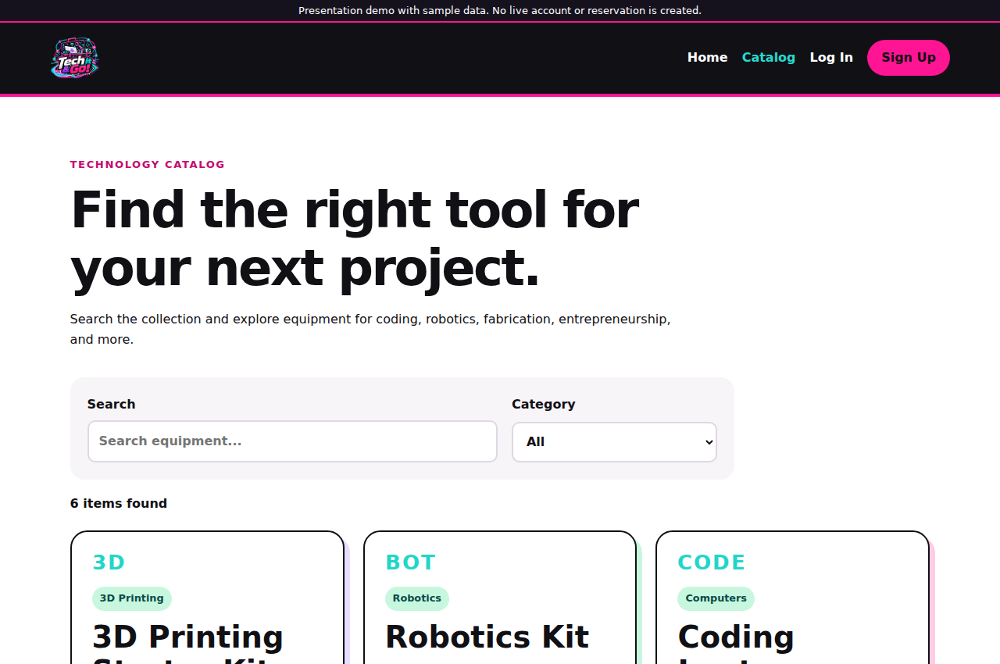 Presentation demo with sample data. No live account or reservation is created.
Tech it
& Go!
Home Catalog Log In Sign Up
TECHNOLOGY CATALOG
Find the right tool for
your next project.
Search the collection and explore equipment for coding, robotics, fabrication, entrepreneurship,
and more.
Search Category
Search equipment... All
6 items found
3D BOT CODE
3D Printing Robotics Computers
3D Printing Robotics Kit Coding